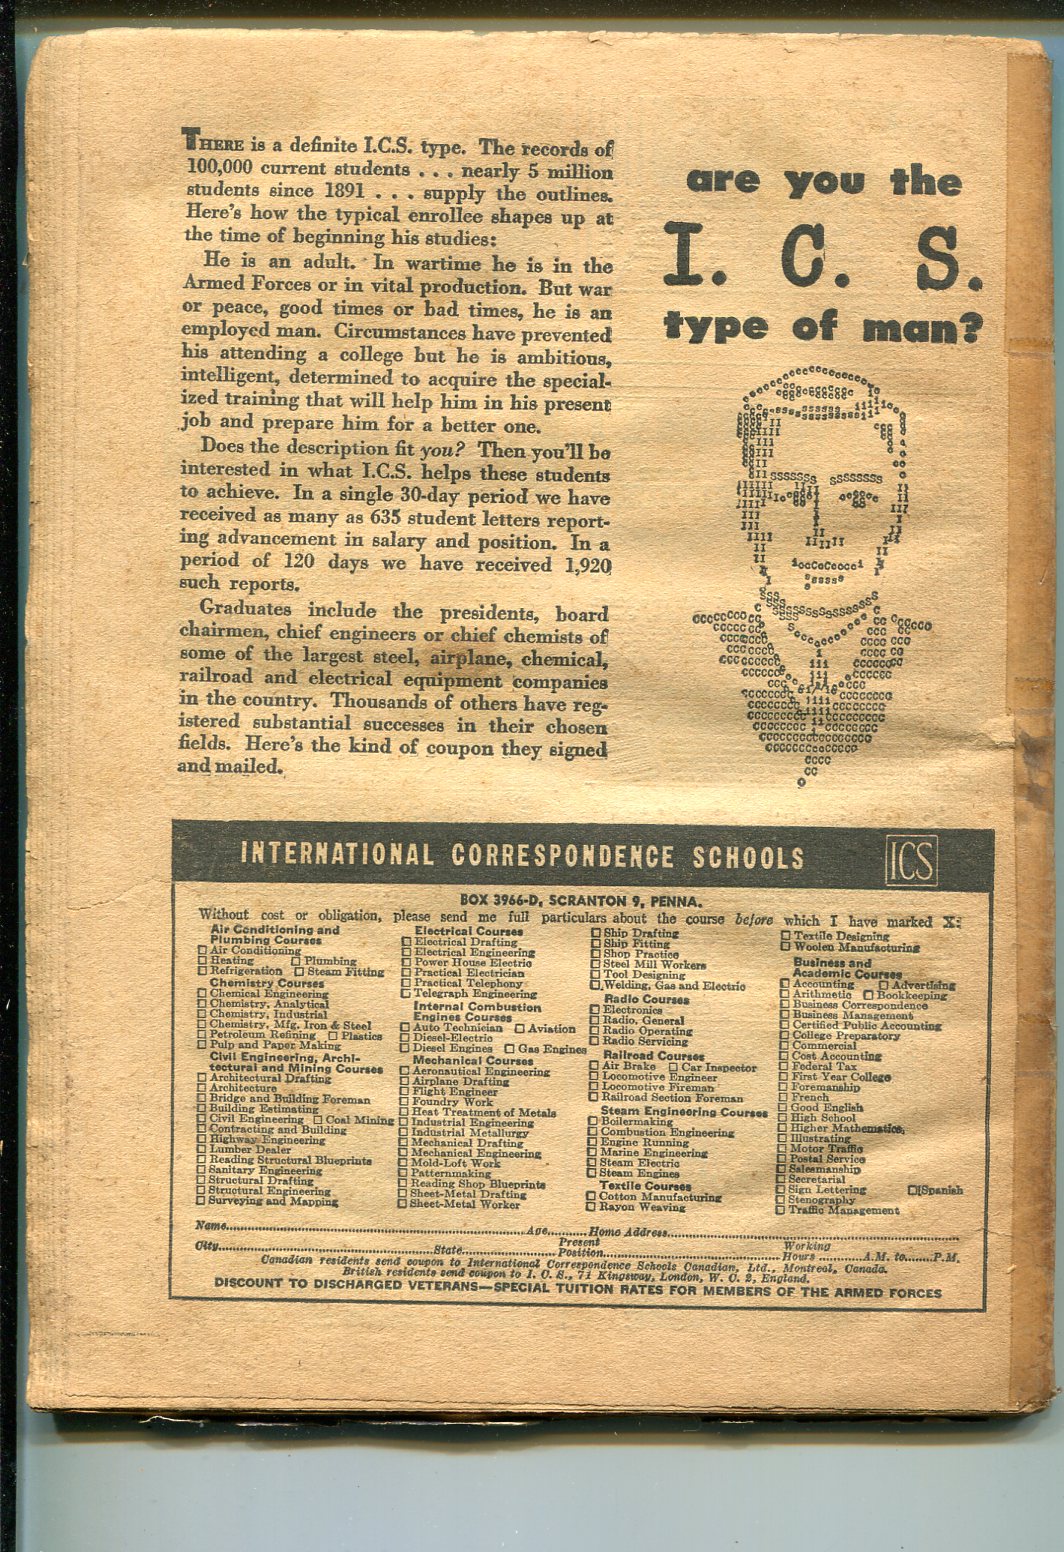 THERE is a definite I.C.S. type. The records of
100,000 current students . . . nearly 5 million
students since 1891 . . . supply the outlines.
Here's how the typical enrollee shapes up at
the time of beginning his studies:
He is an adult. In wartime he is in the
Armed Forces or in vital production. But war
or peace, good times or bad times, he is an
employed man. Circumstances have prevented
his attending a college but he is ambitious,
intelligent, determined to acquire the special-
ized training that will help him in his present
job and prepare him for a better one.
Does the description fit you? Then you'll be
interested in what I.C.S. helps these students
to achieve. In a single 30-day period we have
received as many as 635 student letters report-
ing advancement in salary and position. In a
period of 120 days we have received 1,920
such reports.
Graduates include the presidents, board
chairmen, chief engineers or chief chemists of
some of the largest steel, airplane, chemical,
railroad and electrical equipment companies
in the country. Thousands of others have reg-
istered substantial successes in their chosen
fields. Here's the kind of coupon they signed
and mailed.
are you the
I. C. S.
type of man?
INTERNATIONAL CORRESPONDENCE SCHOOLS
ICS
BOX 3966-D, SCRANTON 9, PENNA.
Without cost or obligation, please send me full particulars about the course before which I have marked X:
Air Conditioning and
Plumbing Courses
☐ Air Conditioning
☐ Heating ☐ Plumbing
☐ Refrigeration ☐ Steam Fitting
Chemistry Courses
☐ Chemical Engineering
☐ Chemistry, Analytical
☐ Chemistry, Industrial
☐ Chemistry, Mfg. Iron & Steel
☐ Petroleum Refining ☐ Plastics
☐ Pulp and Paper Making
Civil Engineering, Archi-
tectural and Mining Courses
☐ Architectural Drafting
☐ Architecture
☐ Bridge and Building Foreman
☐ Building Estimating
☐ Civil Engineering ☐ Coal Mining
☐ Contracting and Building
☐ Highway Engineering
☐ Lumber Dealer
☐ Reading Structural Blueprints
☐ Sanitary Engineering
☐ Structural Drafting
☐ Structural Engineering
☐ Surveying and Mapping
Electrical Courses
☐ Electrical Drafting
☐ Electrical Engineering
☐ Power House Electric
☐ Practical Electrician
☐ Practical Telephony
☐ Telegraph Engineering
Internal Combustion
Engines Courses
☐ Auto Technician ☐ Aviation
☐ Diesel-Electric
☐ Diesel Engines ☐ Gas Engines
Mechanical Courses
☐ Aeronautical Engineering
☐ Airplane Drafting
☐ Flight Engineer
☐ Foundry Work
☐ Heat Treatment of Metals
☐ Industrial Engineering
☐ Industrial Metallurgy
☐ Mechanical Drafting
☐ Mechanical Engineering
☐ Mold-Loft Work
☐ Patternmaking
☐ Reading Shop Blueprints
☐ Sheet-Metal Drafting
☐ Sheet-Metal Worker
☐ Ship Drafting
☐ Ship Fitting
☐ Shop Practice
☐ Steel Mill Workers
☐ Tool Designing
☐ Welding, Gas and Electric
Radio Courses
☐ Electronics
☐ Radio, General
☐ Radio Operating
☐ Radio Servicing
Railroad Courses
☐ Air Brake ☐ Car Inspector
☐ Locomotive Engineer
☐ Locomotive Fireman
☐ Railroad Section Foreman
Steam Engineering Courses
☐ Boilermaking
☐ Combustion Engineering
☐ Engine Running
☐ Marine Engineering
☐ Steam Electric
☐ Steam Engines
Textile Courses
☐ Cotton Manufacturing
☐ Rayon Weaving
☐ Textile Designing
☐ Woolen Manufacturing
Business and
Academic Courses
☐ Accounting ☐ Advertising
☐ Arithmetic ☐ Bookkeeping
☐ Business Correspondence
☐ Business Management
☐ Certified Public Accounting
☐ College Preparatory
☐ Commercial
☐ Cost Accounting
☐ Federal Tax
☐ First Year College
☐ Foremanship
☐ French
☐ Good English
☐ High School
☐ Higher Mathematics
☐ Illustrating
☐ Motor Traffic
☐ Postal Service
☐ Salesmanship
☐ Secretarial
☐ Sign Lettering ☐ Spanish
☐ Stenography
☐ Traffic Management
Name........ Age........ Home Address........
City........ State........ Present Position........ Working Hours ........A.M. to........P.M.
Canadian residents send coupon to International Correspondence Schools Canadian, Ltd., Montreal, Canada.
British residents send coupon to I. C. S., 71 Kingsway, London, W. C. 2, England.
DISCOUNT TO DISCHARGED VETERANS—SPECIAL TUITION RATES FOR MEMBERS OF THE ARMED FORCES